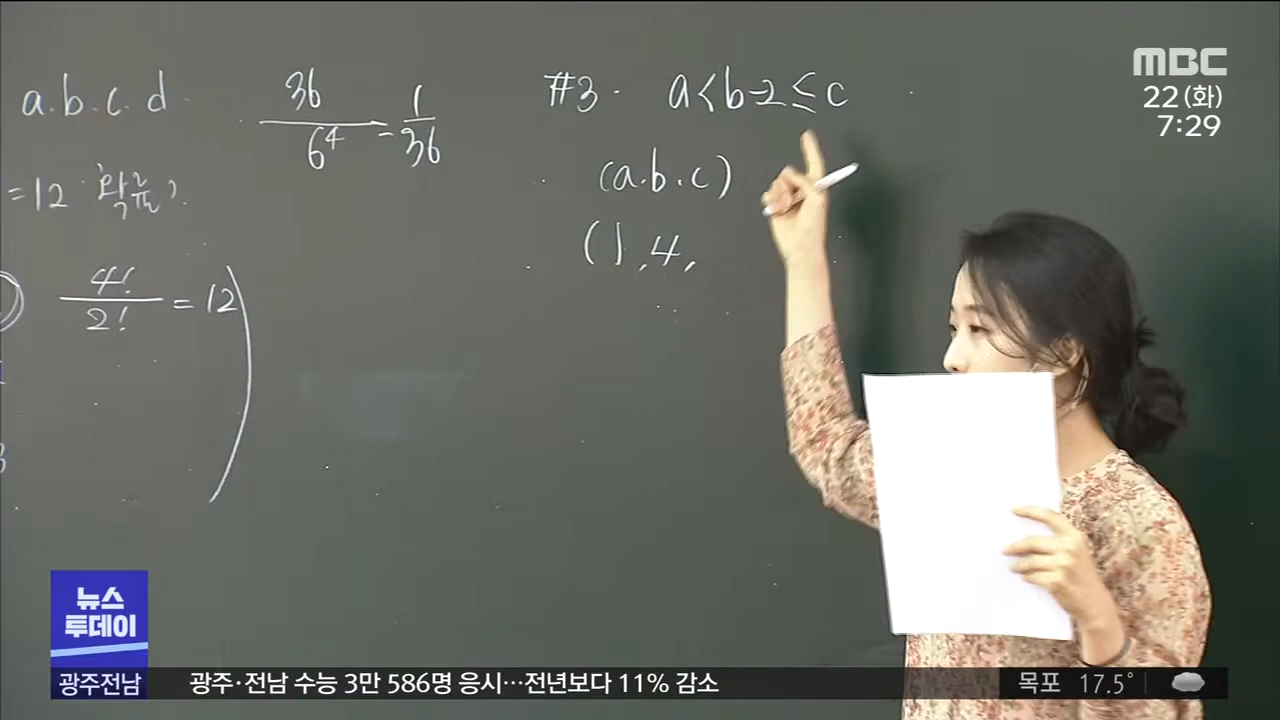 a.b.c.d
36
6⁴
= 1
36
#3. a<b-2≤c
(a.b.c)
(1,4,
=12 확률?
4!
2!
= 12
MBC
22(화)
7:29
뉴스
투데이
광주전남
광주·전남 수능 3만 586명 응시…전년보다 11% 감소
목포 17.5°